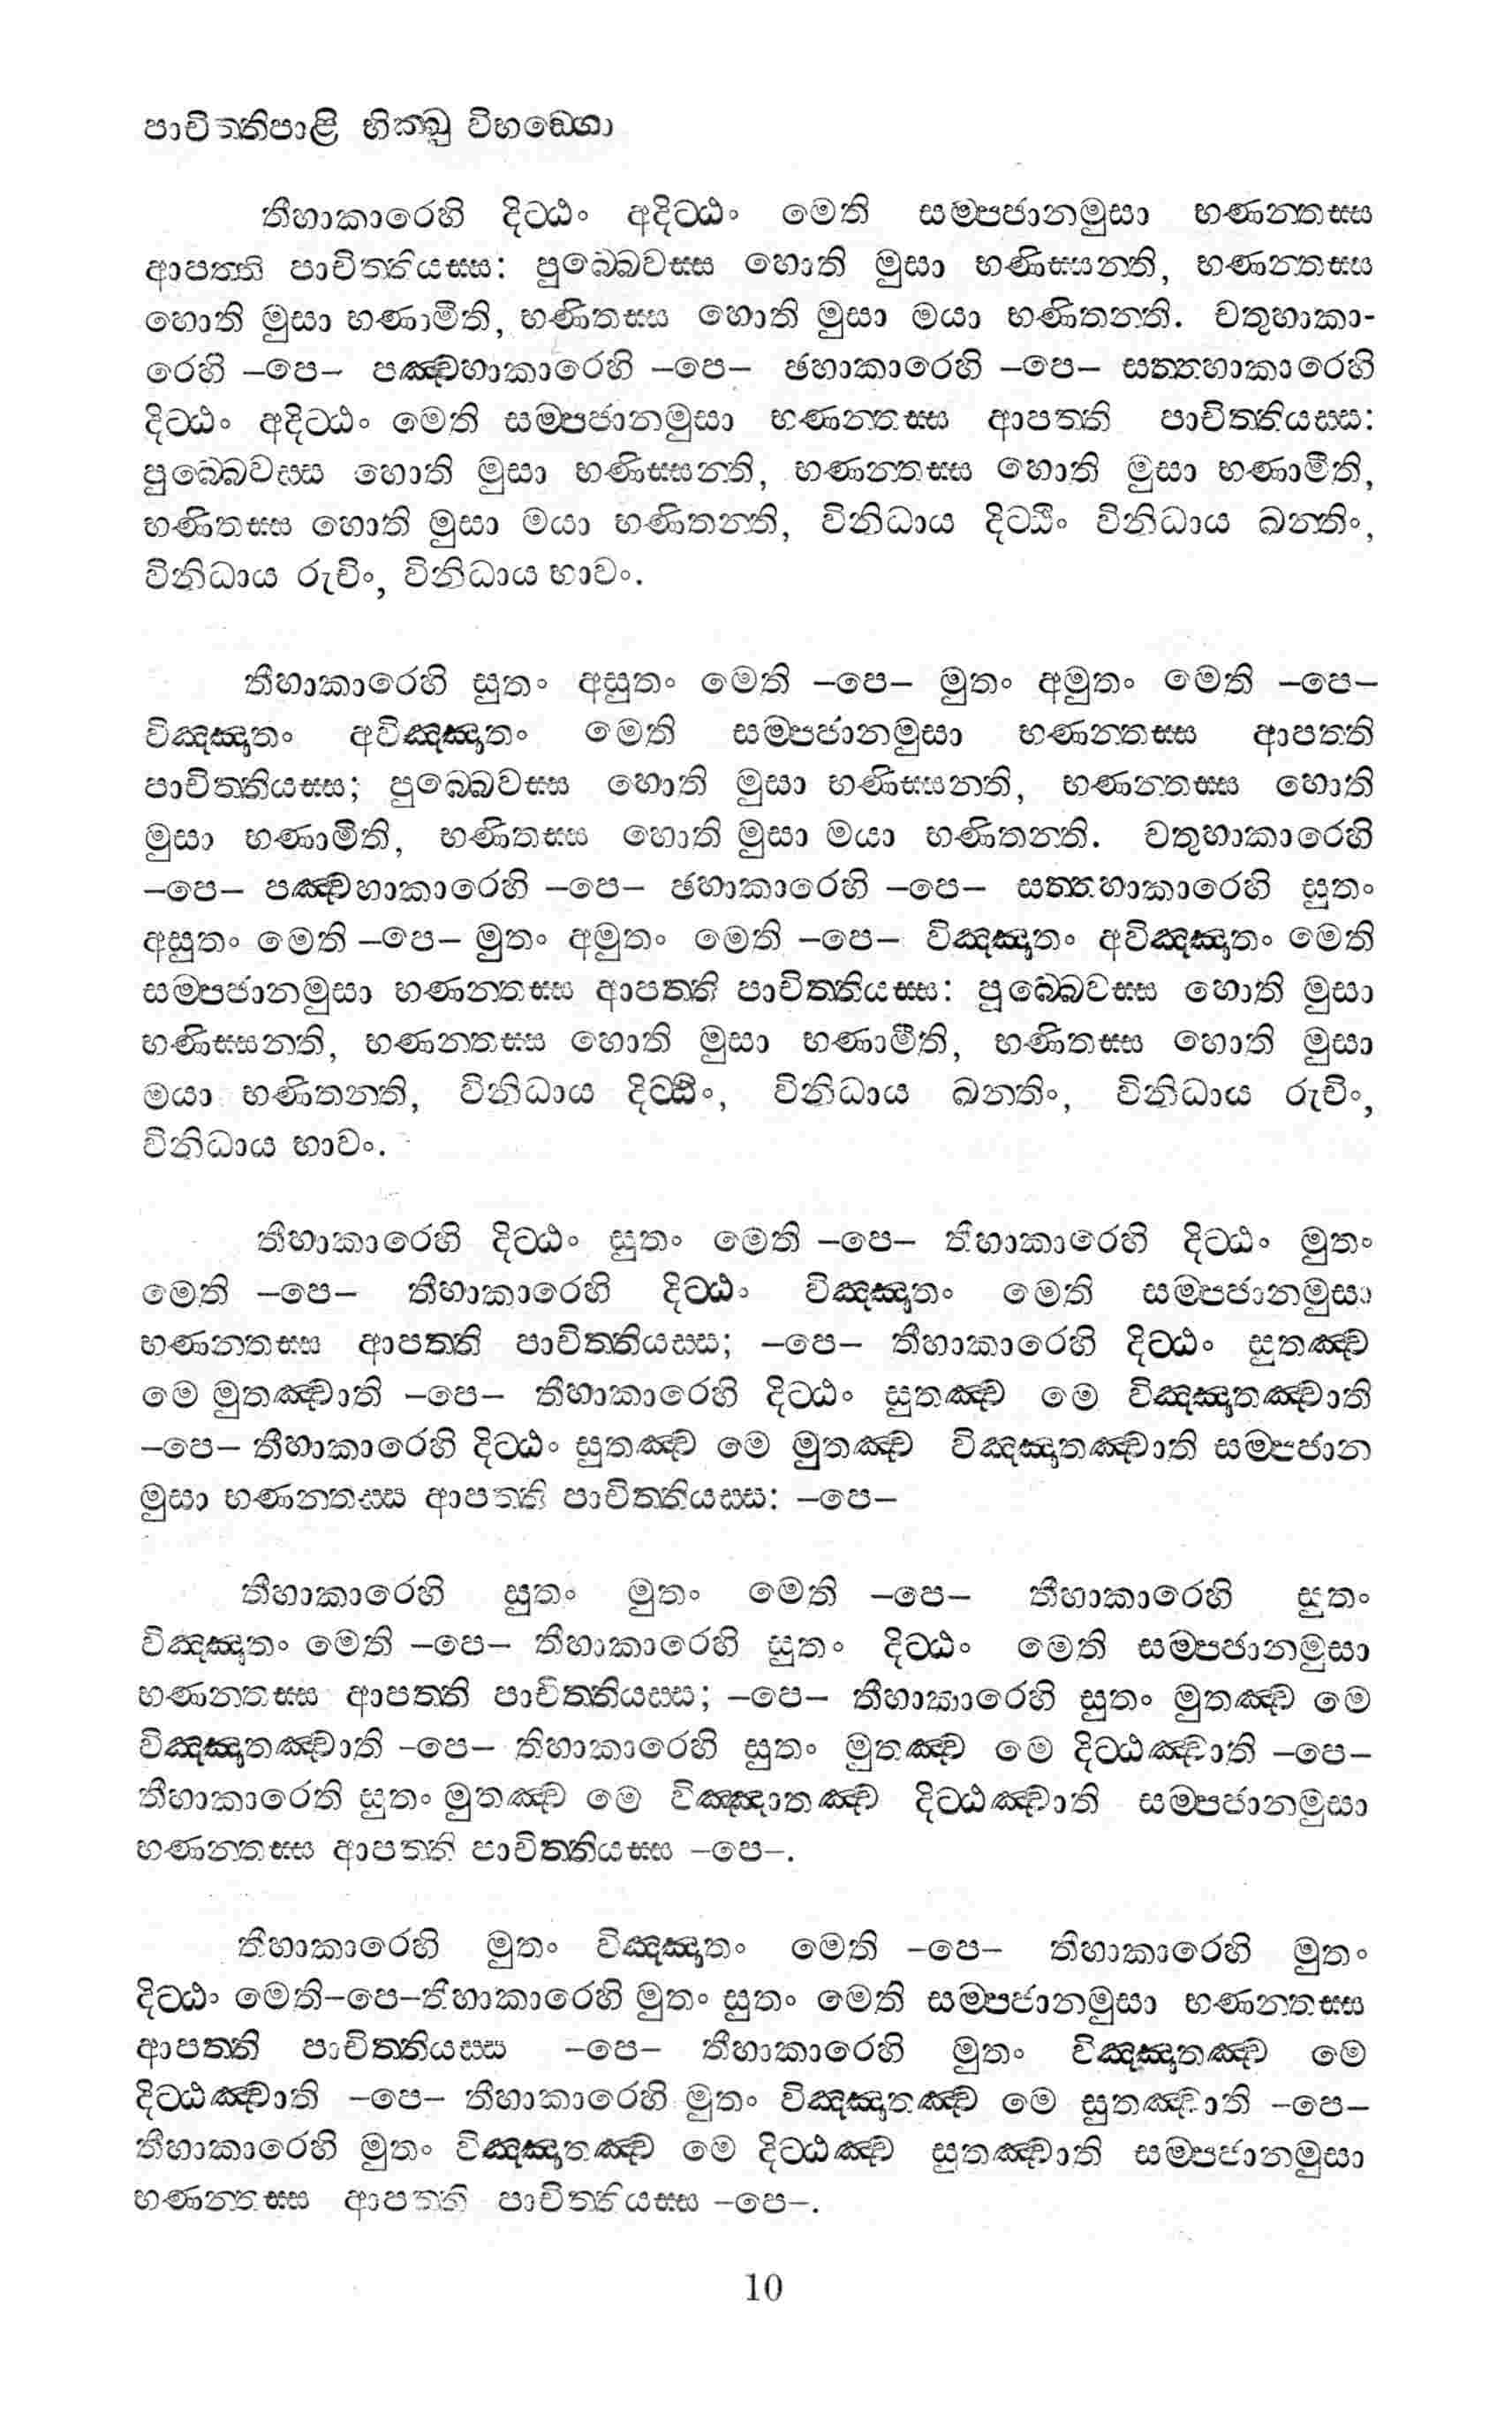 පාචිත්තිපාළි භික්ඛු විභඞ්ගො
තීහාකාරෙහි දිට්ඨං අදිට්ඨං මෙති සම්පජානමුසා භණන්තස්ස
ආපත්ති පාචිත්තියස්ස: පුබ්බෙවස්ස හොති මුසා භණිස්සන්ති, භණන්තස්ස
හොති මුසා භණාමීති, භණිතස්ස හොති මුසා මයා භණිතන්ති. චතුහාකා-
රෙහි –පෙ– පඤ්චහාකාරෙහි –පෙ– ඡහාකාරෙහි –පෙ– සත්තහාකාරෙහි
දිට්ඨං අදිට්ඨං මෙති සම්පජානමුසා භණන්තස්ස ආපත්ති පාචිත්තියස්ස:
පුබ්බෙවස්ස හොති මුසා භණිස්සන්ති, භණන්තස්ස හොති මුසා භණාමීති,
භණිතස්ස හොති මුසා මයා භණිතන්ති, විනිධාය දිට්ඨිං විනිධාය ඛන්තිං,
විනිධාය රුචිං, විනිධාය භාවං.
තීහාකාරෙහි සුතං අසුතං මෙති –පෙ– මුතං අමුතං මෙති –පෙ–
විඤ්ඤුතං අවිඤ්ඤුතං මෙති සම්පජානමුසා භණන්තස්ස ආපත්ති
පාචිත්තියස්ස; පුබ්බෙවස්ස හොති මුසා භණිස්සන්ති, භණන්තස්ස හොති
මුසා භණාමීති, භණිතස්ස හොති මුසා මයා භණිතන්ති. චතුහාකාරෙහි
–පෙ– පඤ්චහාකාරෙහි –පෙ– ඡහාකාරෙහි –පෙ– සත්තහාකාරෙහි සුතං
අසුතං මෙති –පෙ– මුතං අමුතං මෙති –පෙ– විඤ්ඤුතං අවිඤ්ඤුතං මෙති
සම්පජානමුසා භණන්තස්ස ආපත්ති පාචිත්තියස්ස: පූබ්බෙවස්ස හොති මුසා
භණිස්සන්ති, භණන්තස්ස හොති මුසා භණාමීති, භණිතස්ස හොති මුසා
මයා භණිතන්ති, විනිධාය දිට්ඨිං, විනිධාය ඛන්තිං, විනිධාය රුචිං,
විනිධාය භාවං.
තීහාකාරෙහි දිට්ඨං සුතං මෙති –පෙ– තීහාකාරෙහි දිට්ඨං මුතං
මෙති –පෙ– තීහාකාරෙහි දිට්ඨං විඤ්ඤුතං මෙති සම්පජානමුසා
භණන්තස්ස ආපත්ති පාචිත්තියස්ස; –පෙ– තීහාකාරෙහි දිට්ඨං සුතඤ්ච
මෙ මුතඤ්චාති –පෙ– තීහාකාරෙහි දිට්ඨං සුතඤ්ච මෙ විඤ්ඤුතඤ්චාති
–පෙ– තීහාකාරෙහි දිට්ඨං සුතඤ්ච මෙ මුතඤ්ච විඤ්ඤුතඤ්චාති සම්පජාන
මුසා භණන්තස්ස ආපත්ති පාචිත්තියස්ස: –පෙ–
තීහාකාරෙහි සුතං මුතං මෙති –පෙ– තීහාකාරෙහි සුතං
විඤ්ඤුතං මෙති –පෙ– තීහාකාරෙහි සුතං දිට්ඨං මෙති සම්පජානමුසා
භණන්තස්ස ආපත්ති පාචිත්තියස්ස; –පෙ– තීහාකාරෙහි සුතං මුතඤ්ච මෙ
විඤ්ඤුතඤ්චාති –පෙ– තිහාකාරෙහි සුතං මුතඤ්ච මෙ දිට්ඨඤ්චාති –පෙ–
තීහාකාරෙති සුතං මුතඤ්ච මෙ විඤ්ඤාතඤ්ච දිට්ඨඤ්චාති සම්පජානමුසා
භණන්තස්ස ආපත්ති පාචිත්තියස්ස –පෙ–.
තීහාකාරෙහි මුතං විඤ්ඤුතං මෙති –පෙ– තීහාකාරෙහි මුතං
දිට්ඨං මෙති–පෙ–තීහාකාරෙහි මුතං සුතං මෙති සම්පජානමුසා භණන්තස්ස
ආපත්ති පාචිත්තියස්ස –පෙ– තීහාකාරෙහි මුතං විඤ්ඤුතඤ්ච මෙ
දිට්ඨඤ්චාති –පෙ– තීහාකාරෙහි මුතං විඤ්ඤුතඤ්ච මෙ සුතඤ්චාති –පෙ–
තීහාකාරෙහි මුතං විඤ්ඤුතඤ්ච මෙ දිට්ඨඤ්ච සුතඤ්චාති සම්පජානමුසා
භණන්තස්ස ආපත්ති පාචිත්තියස්ස –පෙ–.
10